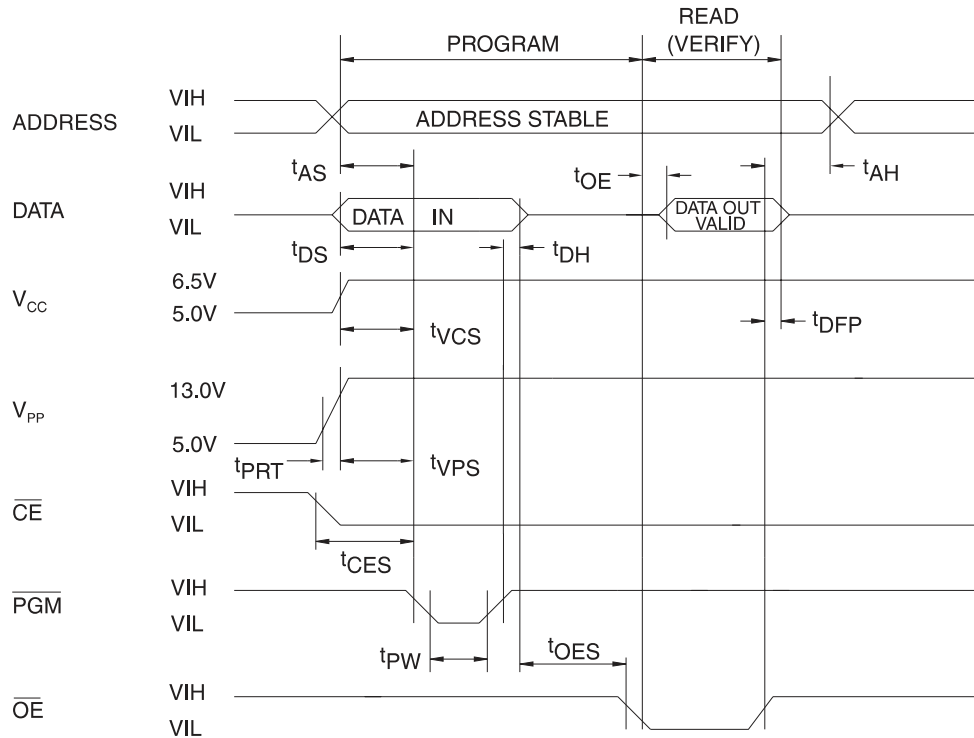 READ
PROGRAM (VERIFY)
ADDRESS VIH VIL ADDRESS STABLE
tAS tOE tAH
DATA VIH VIL DATA IN DATA OUT VALID
tDS tDH
VCC 6.5V 5.0V
tVCS tDFP
VPP 13.0V 5.0V
tPRT tVPS
CE VIH VIL
tCES
PGM VIH VIL
tPW tOES
OE VIH VIL